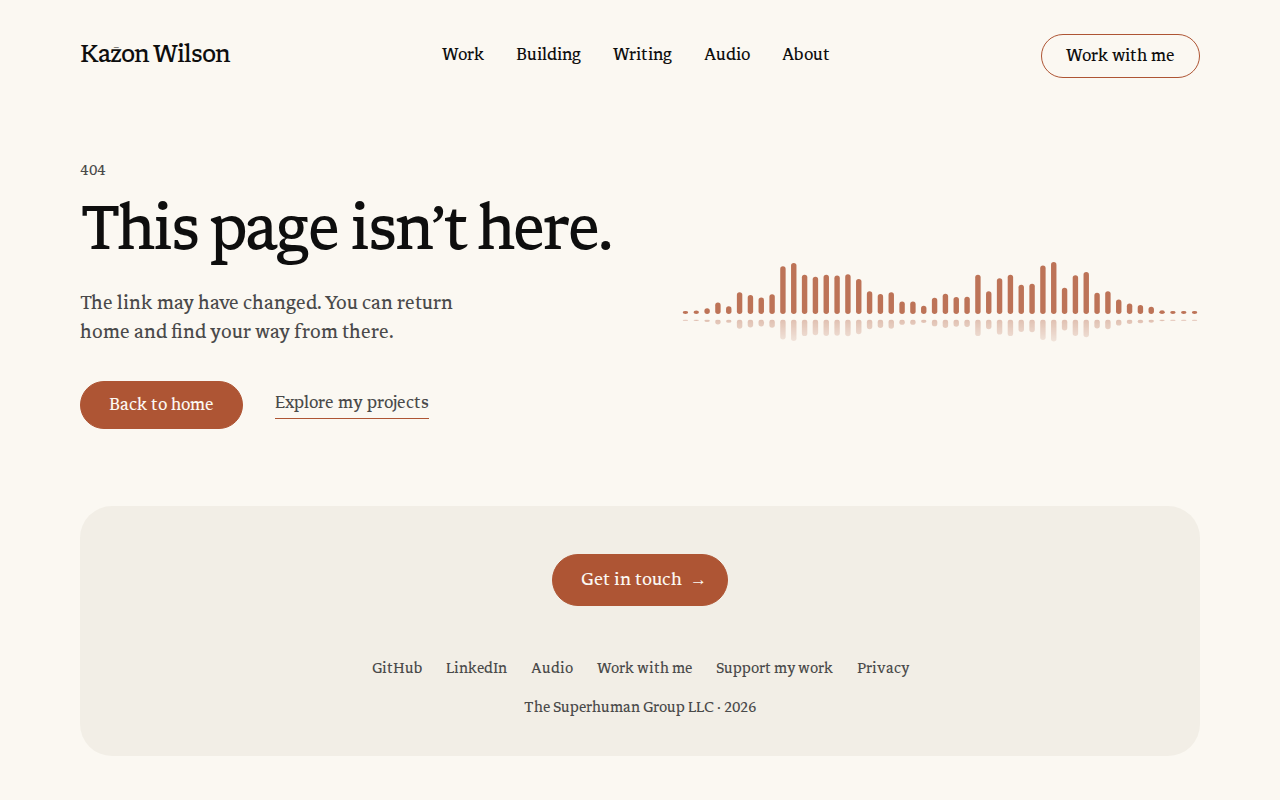 Każon Wilson
Work
Building
Writing
Audio
About
Work with me
404
This page isn’t here.
The link may have changed. You can return
home and find your way from there.
Back to home
Explore my projects
Get in touch →
GitHub
LinkedIn
Audio
Work with me
Support my work
Privacy
The Superhuman Group LLC · 2026